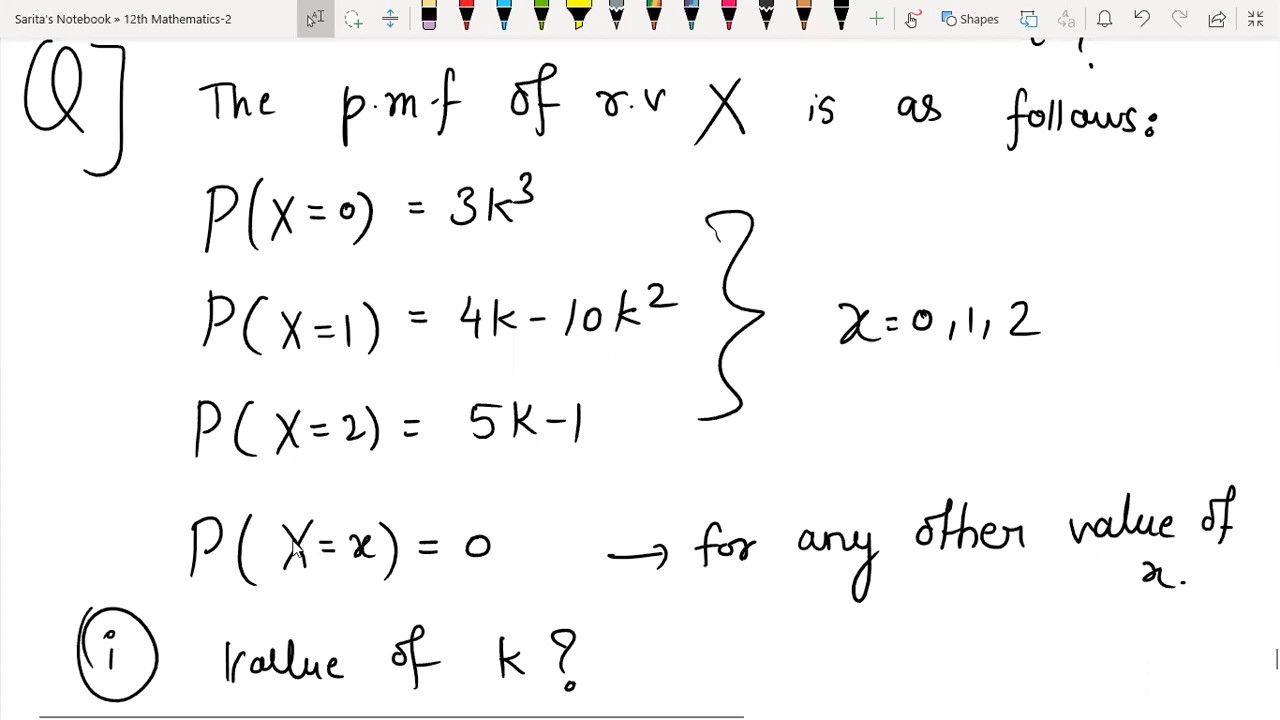 Sarita's Notebook » 12th Mathematics-2
Shapes
Q] The p.m.f of r.v X is as follows:
P(X=0) = 3k³
P(X=1) = 4k - 10k²
x = 0, 1, 2
P(X=2) = 5k-1
P(X=x) = 0 → for any other value of x.
i value of k?